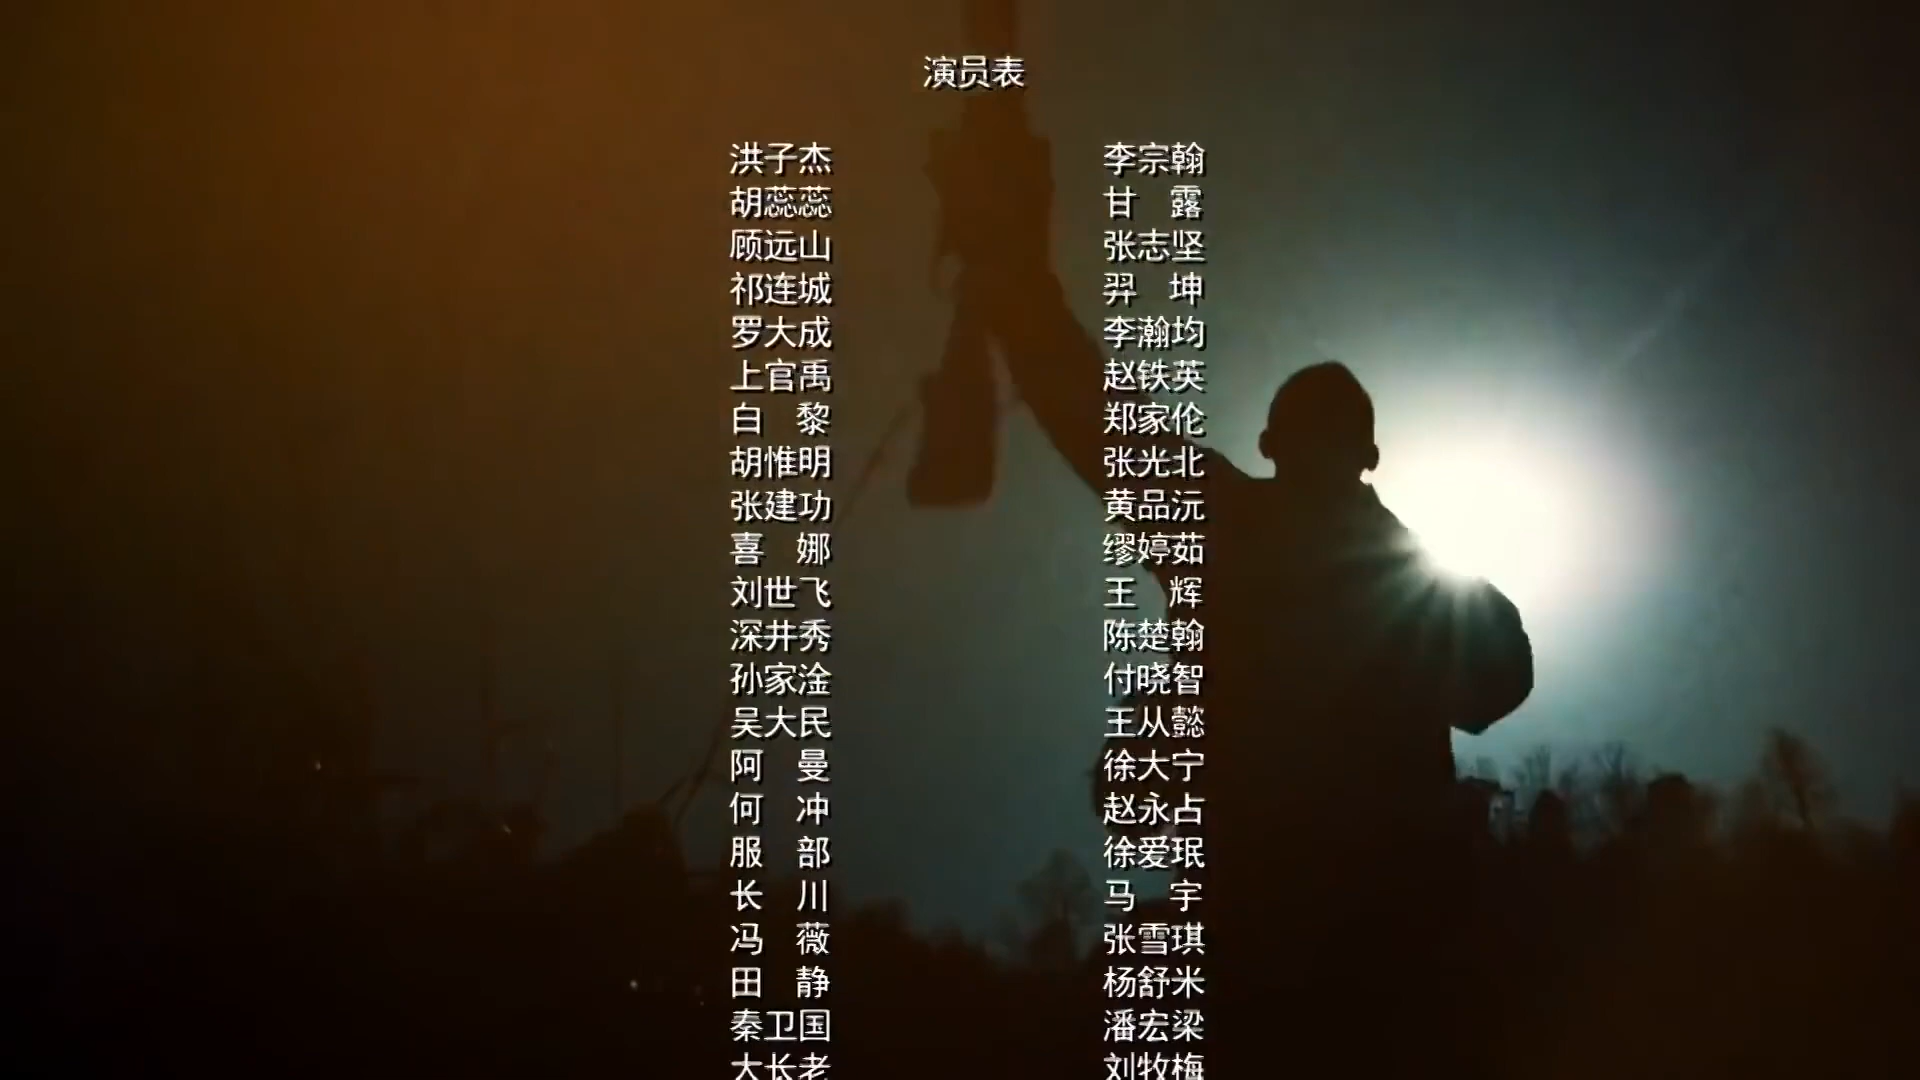 演员表
洪子杰 李宗翰
胡蕊蕊 甘 露
顾远山 张志坚
祁连城 羿 坤
罗大成 李瀚均
上官禹 赵铁英
白 黎 郑家伦
胡惟明 张光北
张建功 黄品沅
喜 娜 缪婷茹
刘世飞 王 辉
深井秀 陈楚翰
孙家淦 付晓智
吴大民 王从懿
阿 曼 徐大宁
何 冲 赵永占
服 部 徐爱珉
长 川 马 宇
冯 薇 张雪琪
田 静 杨舒米
秦卫国 潘宏梁
大长老 刘牧梅